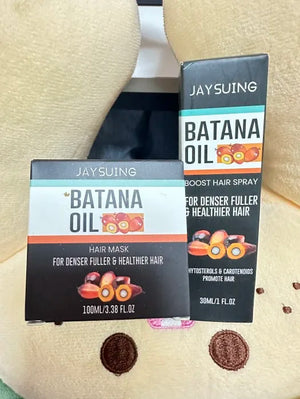 JAYSUING
BATANA
OIL
HAIR MASK
FOR DENSER FULLER & HEALTHIER HAIR
100ML/3.38 FL.OZ
JAYSUING
BATANA
OIL
BOOST HAIR SPRAY
FOR DENSER FULLER
& HEALTHIER HAIR
PHYTOSTEROLS & CAROTENOIDS
PROMOTE HAIR
30ML/1 FL.OZ